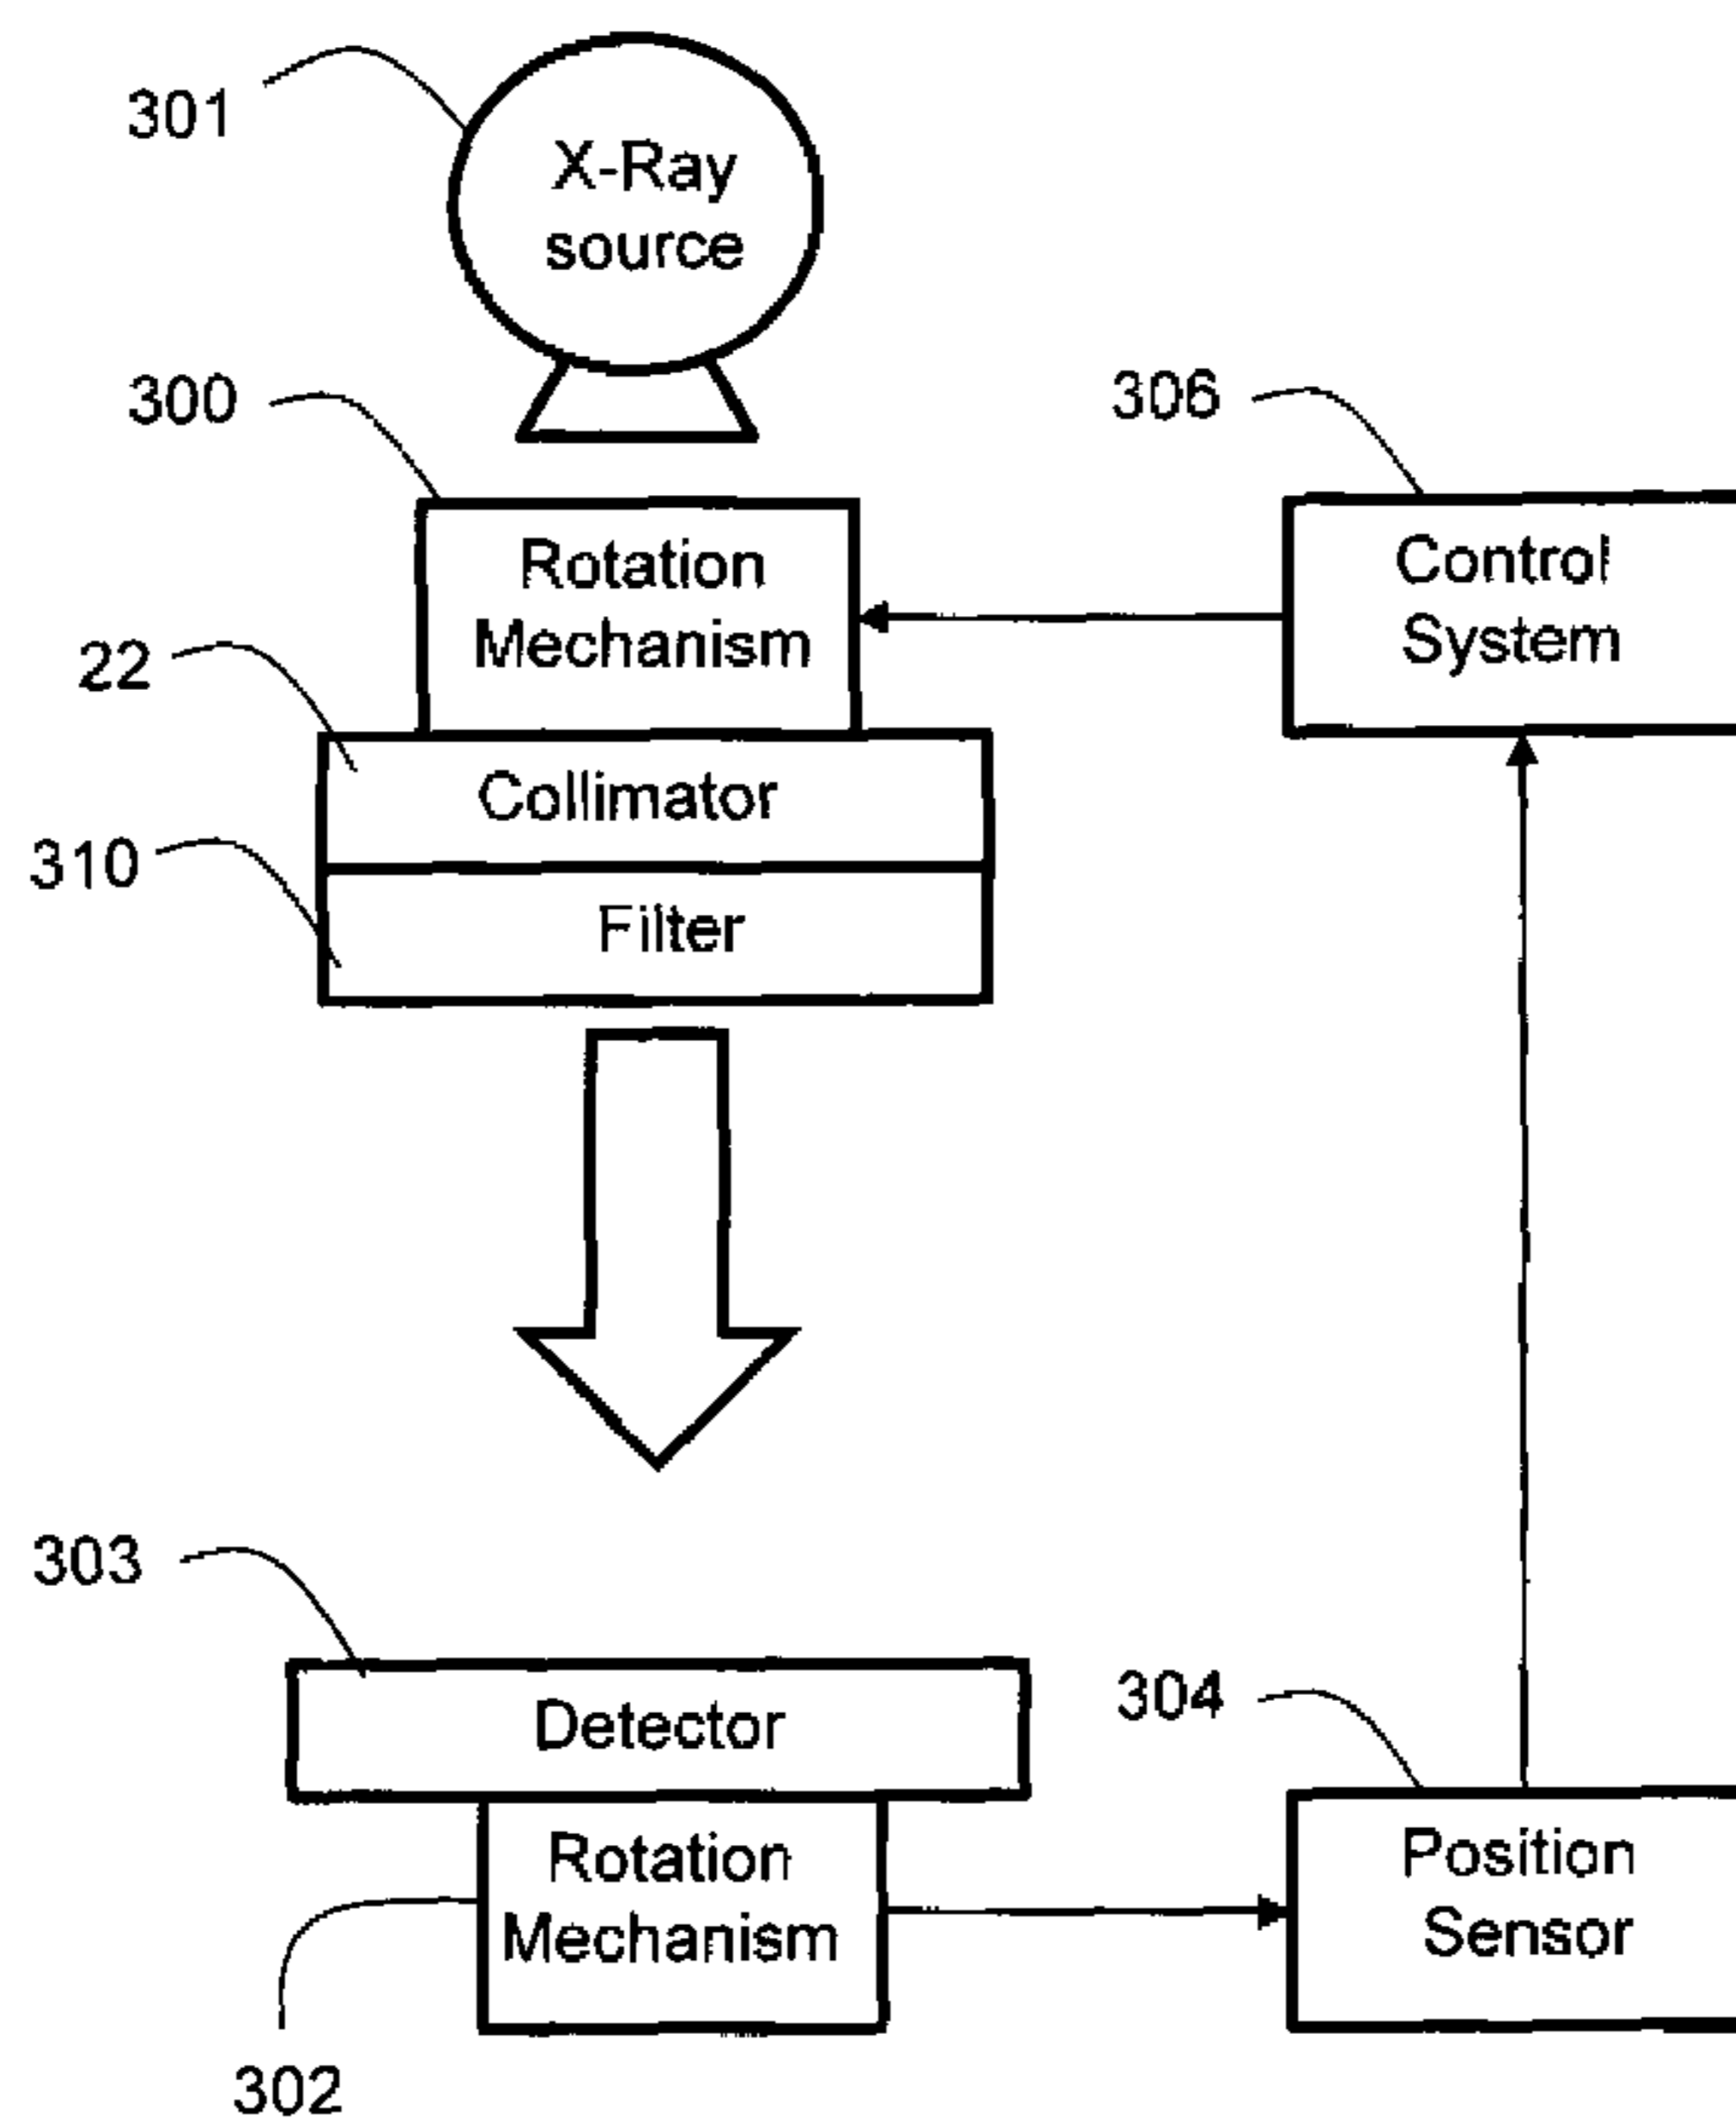 301
X-Ray
source
300
306
Rotation
Mechanism
Control
System
22
Collimator
310
Filter
303
Detector
304
Rotation
Mechanism
Position
Sensor
302